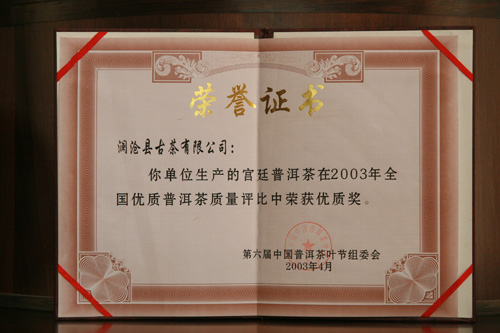 荣誉证书
澜沧县古茶有限公司：
你单位生产的宫廷普洱茶在2003年全
国优质普洱茶质量评比中荣获优质奖。
第六届中国普洱茶叶节组委会
2003年4月